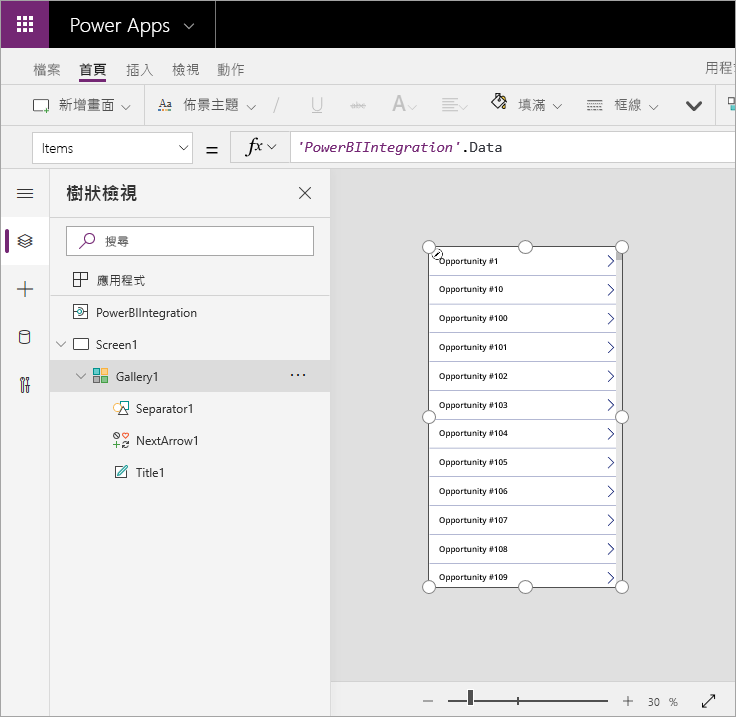 Power Apps
檔案 首頁 插入 檢視 動作
新增畫面 Aa 佈景主題 / U abc A 填滿 框線
Items = fx 'PowerBIIntegration'.Data
樹狀檢視
搜尋
應用程式
PowerBIIntegration
Screen1
Gallery1 ...
Separator1
NextArrow1
Title1
Opportunity #1
Opportunity #10
Opportunity #100
Opportunity #101
Opportunity #102
Opportunity #103
Opportunity #104
Opportunity #105
Opportunity #106
Opportunity #107
Opportunity #108
Opportunity #109
30 %